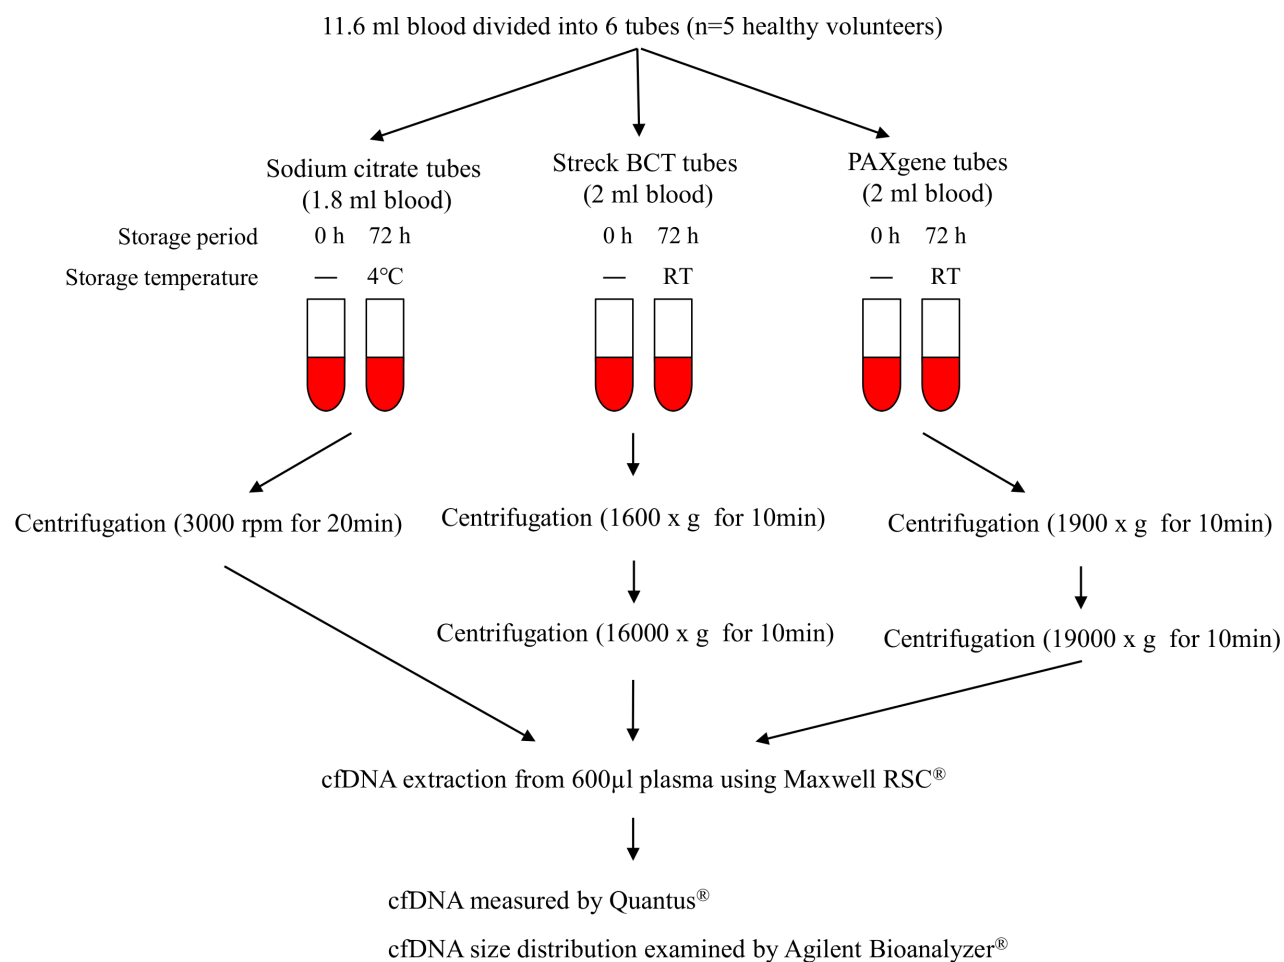 11.6 ml blood divided into 6 tubes (n=5 healthy volunteers)
Sodium citrate tubes
(1.8 ml blood)
Streck BCT tubes
(2 ml blood)
PAXgene tubes
(2 ml blood)
Storage period 0 h 72 h 0 h 72 h 0 h 72 h
Storage temperature — 4℃ — RT — RT
Centrifugation (3000 rpm for 20min)
Centrifugation (1600 x g for 10min)
Centrifugation (1900 x g for 10min)
Centrifugation (16000 x g for 10min)
Centrifugation (19000 x g for 10min)
cfDNA extraction from 600µl plasma using Maxwell RSC®
cfDNA measured by Quantus®
cfDNA size distribution examined by Agilent Bioanalyzer®